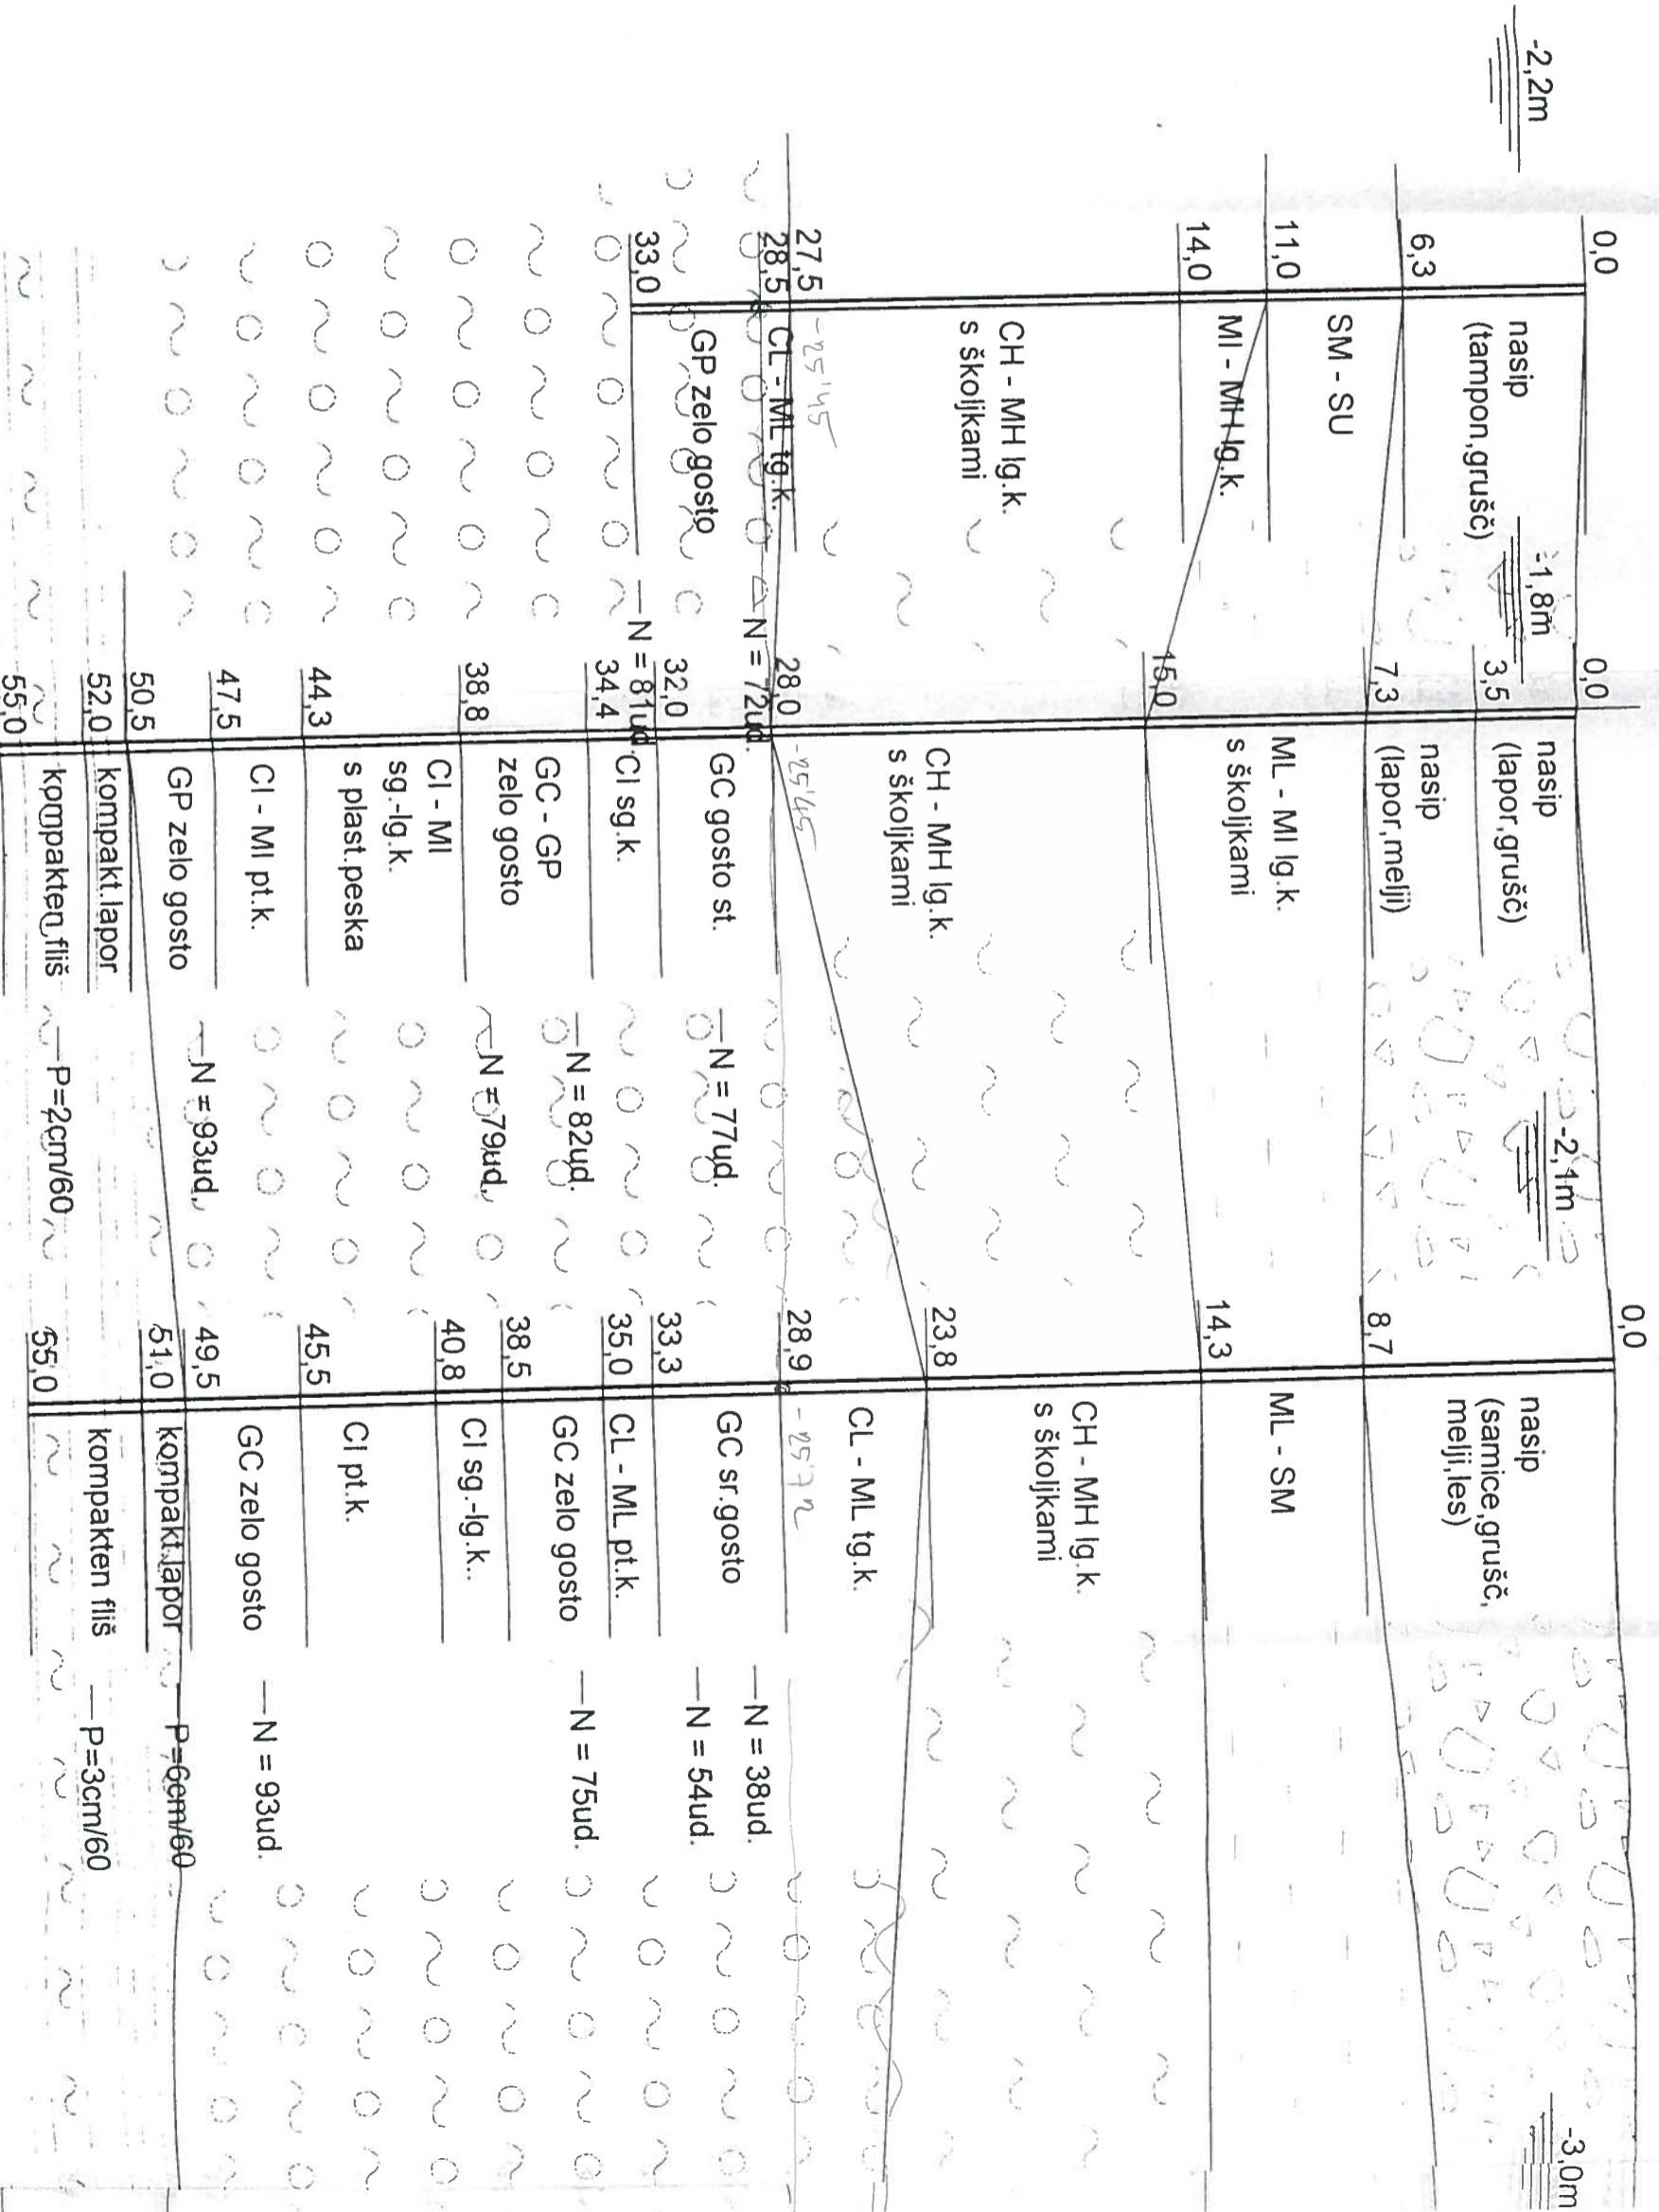 -2,2m
0,0
6,3
11,0
14,0
27,5
28,5
33,0
nasip
(tampon,grušč)
SM - SU
MI - MH lg.k.
CH - MH lg.k.
s školjkami
-25'45
CL - ML tg.k.
GP zelo gosto
-1,8m
N = 72ud.
N = 81ud.
0,0
3,5
7,3
15,0
28,0
32,0
34,4
38,8
44,3
47,5
50,5
52,0
55,0
nasip
(lapor,grušč)
nasip
(lapor,melji)
ML - MI lg.k.
s školjkami
CH - MH lg.k.
s školjkami
-25'45
GC gosto st.
CI sg.k.
GC - GP
zelo gosto
CI - MI
sg.-lg.k.
s plast.peska
CI - MI pt.k.
GP zelo gosto
kompakt.lapor
kompakten fliš
-2,1m
N = 77ud.
N = 82ud.
N = 79ud.
N = 93ud.
P=2cm/60
0,0
8,7
14,3
23,8
28,9
33,3
35,0
38,5
40,8
45,5
49,5
51,0
55,0
nasip
(samice,grušč,
melji,les)
ML - SM
CH - MH lg.k.
s školjkami
CL - ML tg.k.
-25'72
GC sr.gosto
CL - ML pt.k.
GC zelo gosto
CI sg.-lg.k..
CI pt.k.
GC zelo gosto
kompakt.lapor
kompakten fliš
N = 38ud.
N = 54ud.
N = 75ud.
N = 93ud.
P=6cm/60
P=3cm/60
-3,0m